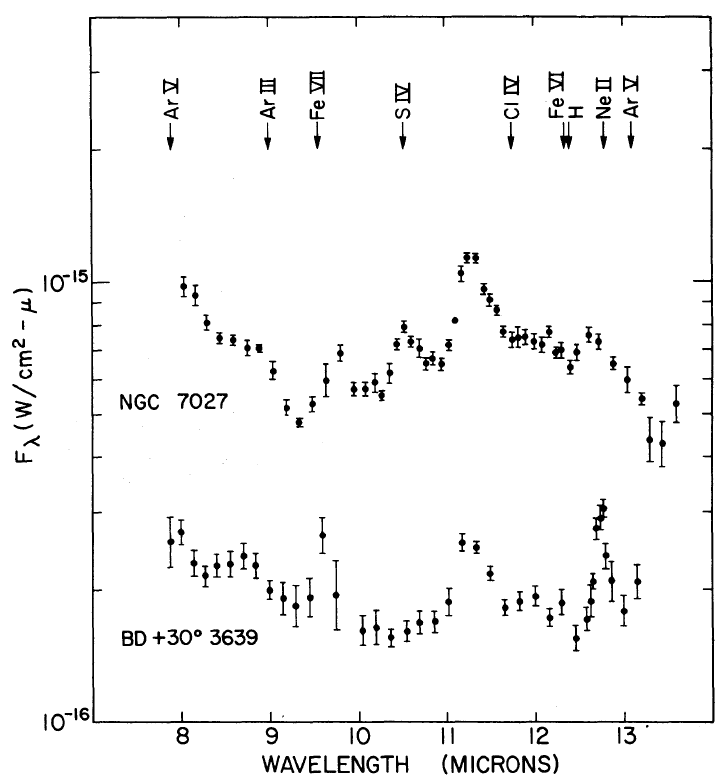 Ar V
Ar III
Fe VII
S IV
Cl IV
Fe VI
H
Ne II
Ar V
10⁻¹⁵
F_λ (W/cm² – μ)
NGC 7027
BD +30° 3639
10⁻¹⁶
8 9 10 11 12 13
WAVELENGTH (MICRONS)